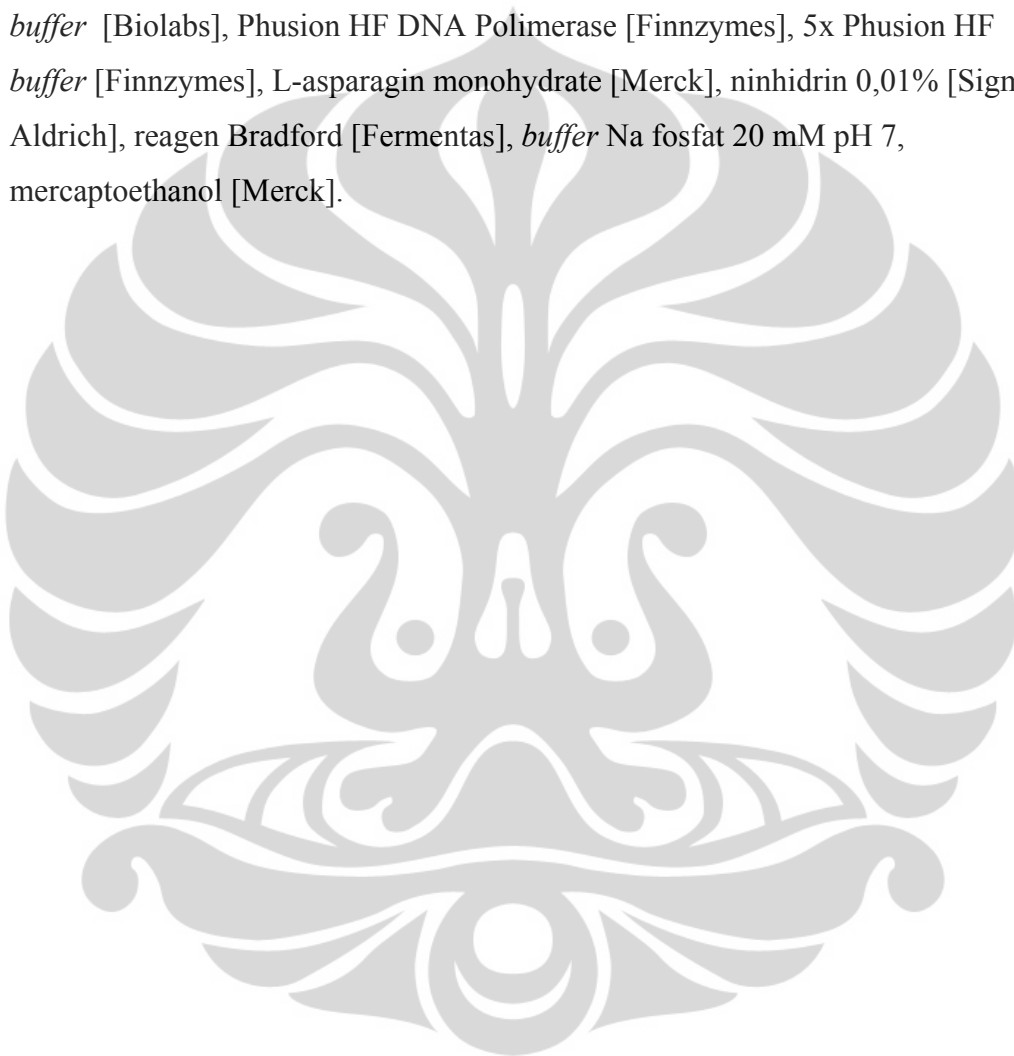 buffer [Biolabs], Phusion HF DNA Polimerase [Finnzymes], 5x Phusion HF
buffer [Finnzymes], L-asparagin monohydrate [Merck], ninhidrin 0,01% [Sign
Aldrich], reagen Bradford [Fermentas], buffer Na fosfat 20 mM pH 7,
mercaptoethanol [Merck].